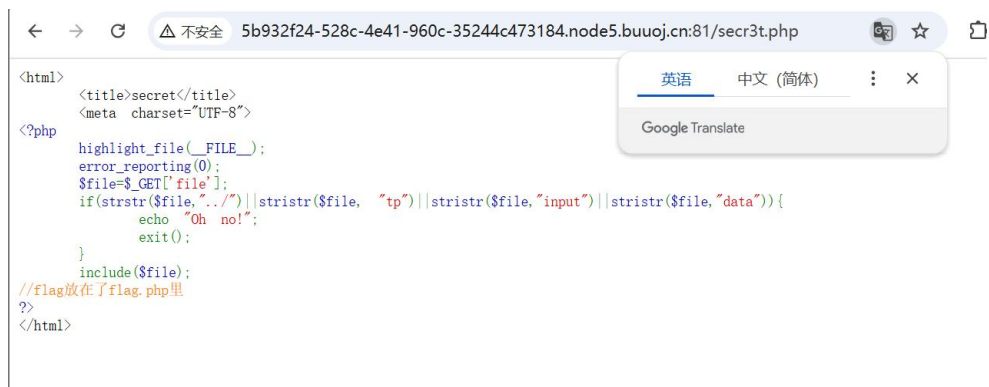 不安全 5b932f24-528c-4e41-960c-35244c473184.node5.buuoj.cn:81/secr3t.php
英语 中文 (简体)
Google Translate
<html>
<title>secret</title>
<meta charset="UTF-8">
<?php
highlight_file(__FILE__);
error_reporting(0);
$file=$_GET['file'];
if(strstr($file,"../")||stristr($file, "tp")||stristr($file,"input")||stristr($file,"data")){
echo "Oh no!";
exit();
}
include($file);
//flag放在了flag.php里
?>
</html>